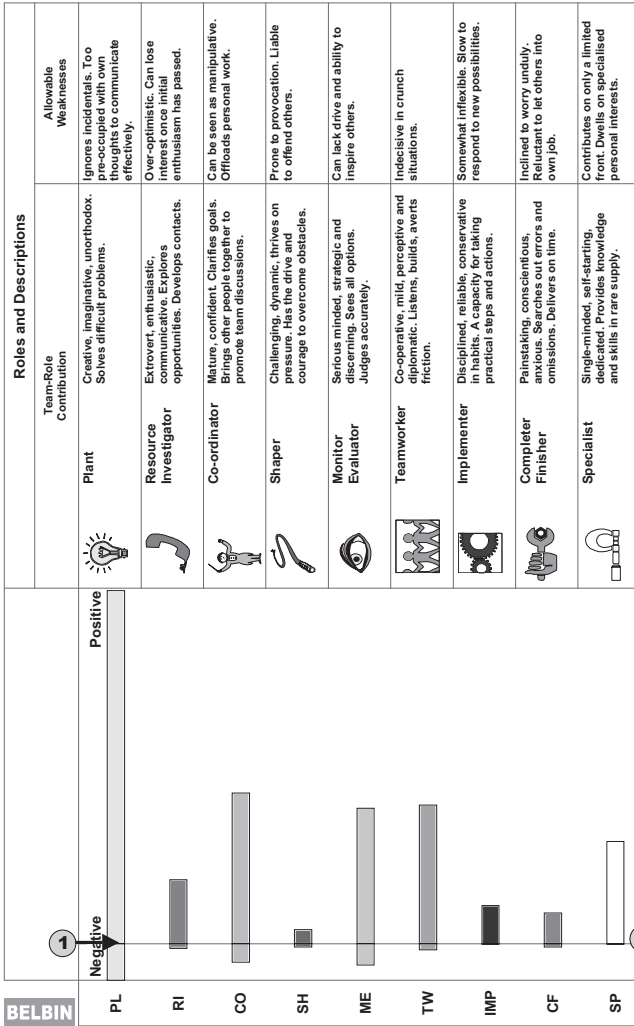 BELBIN
Roles and Descriptions
Team-Role
Contribution
Allowable
Weaknesses
1
Negative
Positive
PL
Plant
Creative, imaginative, unorthodox.
Solves difficult problems.
Ignores incidentals. Too
pre-occupied with own
thoughts to communicate
effectively.
RI
Resource
Investigator
Extrovert, enthusiastic,
communicative. Explores
opportunities. Develops contacts.
Over-optimistic. Can lose
interest once initial
enthusiasm has passed.
CO
Co-ordinator
Mature, confident. Clarifies goals.
Brings other people together to
promote team discussions.
Can be seen as manipulative.
Offloads personal work.
SH
Shaper
Challenging, dynamic, thrives on
pressure. Has the drive and
courage to overcome obstacles.
Prone to provocation. Liable
to offend others.
ME
Monitor
Evaluator
Serious minded, strategic and
discerning. Sees all options.
Judges accurately.
Can lack drive and ability to
inspire others.
TW
Teamworker
Co-operative, mild, perceptive and
diplomatic. Listens, builds, averts
friction.
Indecisive in crunch
situations.
IMP
Implementer
Disciplined, reliable, conservative
in habits. A capacity for taking
practical steps and actions.
Somewhat inflexible. Slow to
respond to new possibilities.
CF
Completer
Finisher
Painstaking, conscientious,
anxious. Searches out errors and
omissions. Delivers on time.
Inclined to worry unduly.
Reluctant to let others into
own job.
SP
Specialist
Single-minded, self-starting,
dedicated. Provides knowledge
and skills in rare supply.
Contributes on only a limited
front. Dwells on specialised
personal interests.